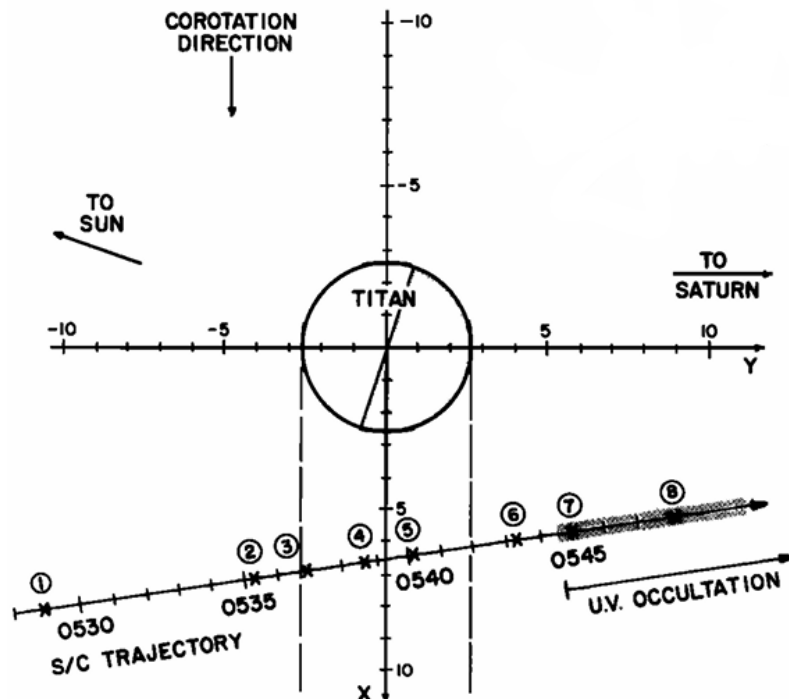 COROTATION
DIRECTION
-10
-5
TO
SUN
TITAN
TO
SATURN
-10
-5
5
10
Y
5
① ② ③ ④ ⑤ ⑥ ⑦ ⑧
0530
0535
0540
0545
U.V. OCCULTATION
S/C TRAJECTORY
10
X